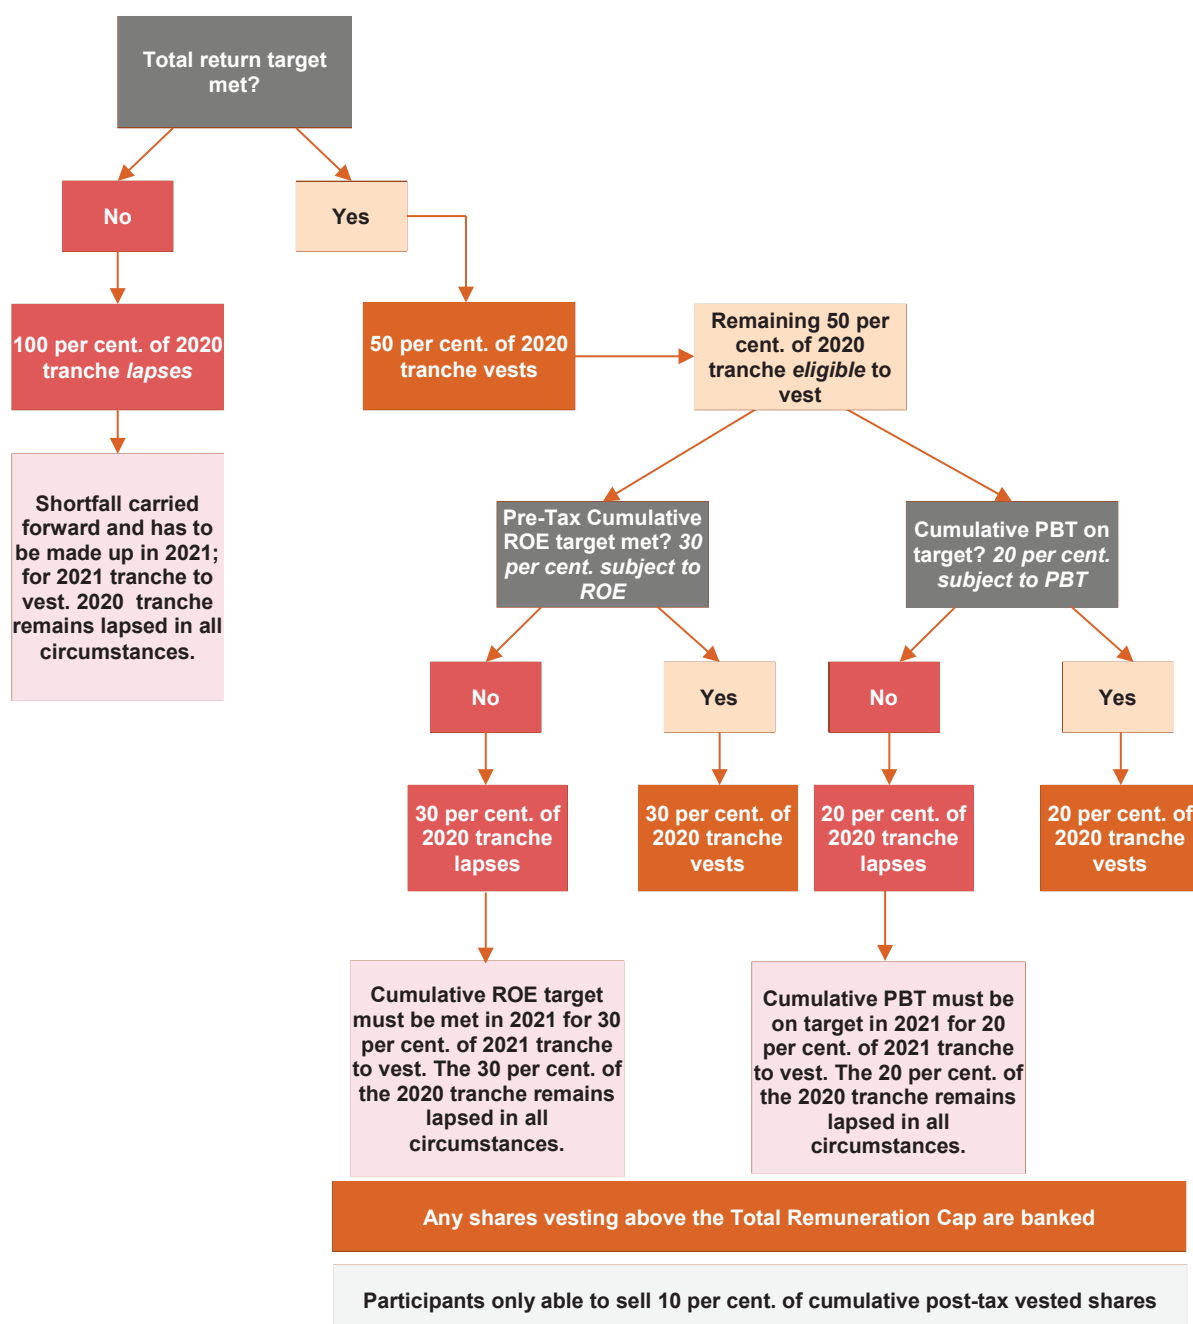 Total return target
met?
No
Yes
100 per cent. of 2020
tranche lapses
50 per cent. of 2020
tranche vests
Remaining 50 per
cent. of 2020
tranche eligible to
vest
Shortfall carried
forward and has to
be made up in 2021;
for 2021 tranche to
vest. 2020 tranche
remains lapsed in all
circumstances.
Pre-Tax Cumulative
ROE target met? 30
per cent. subject to
ROE
Cumulative PBT on
target? 20 per cent.
subject to PBT
No
Yes
No
Yes
30 per cent. of
2020 tranche
lapses
30 per cent. of
2020 tranche
vests
20 per cent. of
2020 tranche
lapses
20 per cent. of
2020 tranche
vests
Cumulative ROE target
must be met in 2021 for 30
per cent. of 2021 tranche
to vest. The 30 per cent. of
the 2020 tranche remains
lapsed in all
circumstances.
Cumulative PBT must be
on target in 2021 for 20
per cent. of 2021 tranche
to vest. The 20 per cent. of
the 2020 tranche remains
lapsed in all
circumstances.
Any shares vesting above the Total Remuneration Cap are banked
Participants only able to sell 10 per cent. of cumulative post-tax vested shares